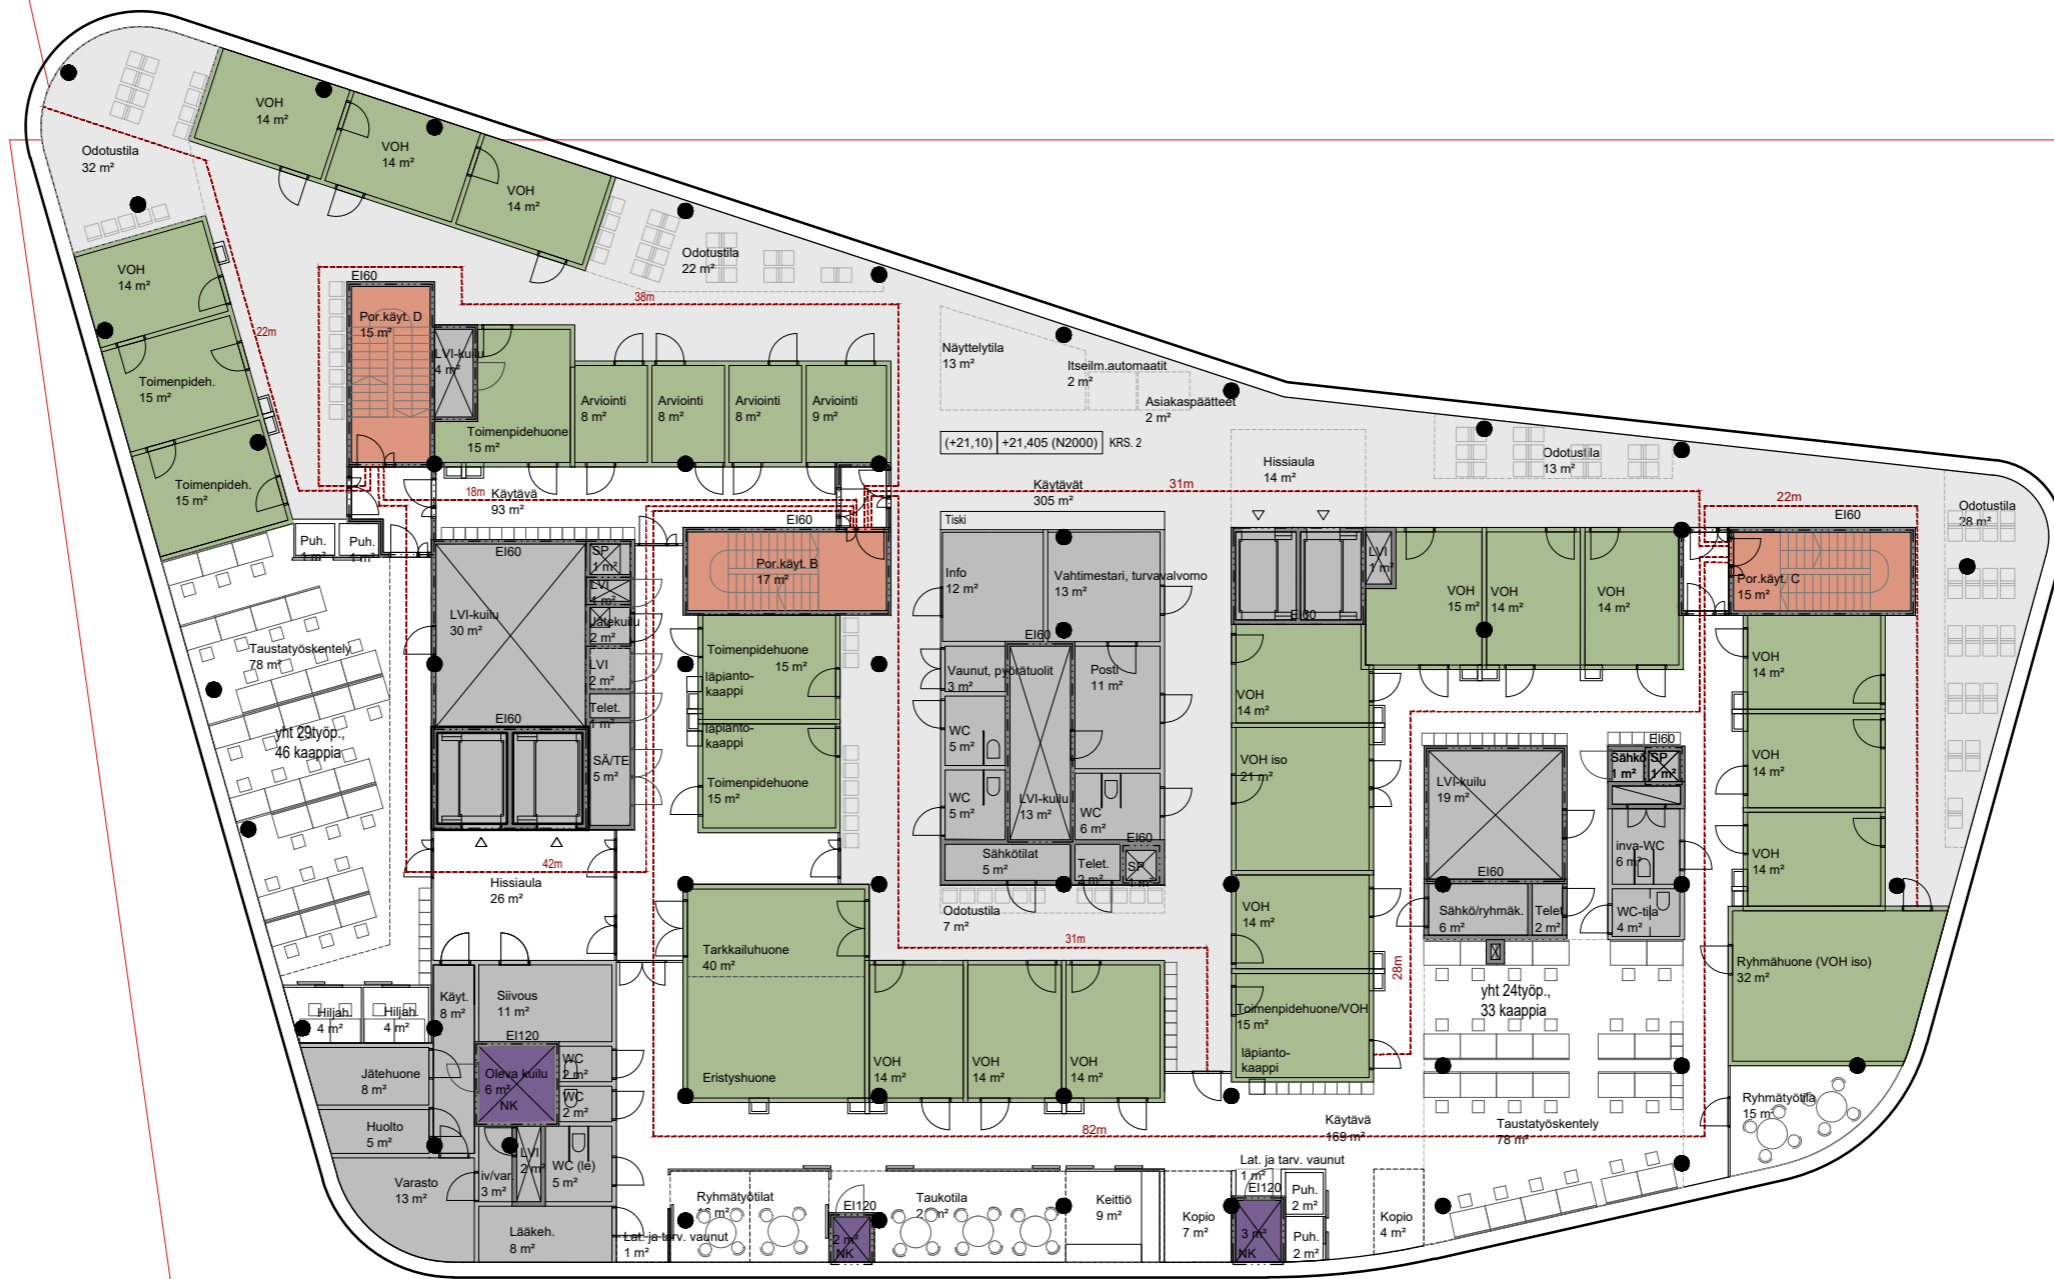 VOH
14 m²
VOH
14 m²
VOH
14 m²
Odotustila
32 m²
Odotustila
22 m²
VOH
14 m²
22m
Toimenpideh.
15 m²
Toimenpideh.
15 m²
EI60
Por.käyt. D
15 m²
38m
LVI-kuilu
4 m²
Toimenpidehuone
15 m²
Arviointi
8 m²
Arviointi
8 m²
Arviointi
8 m²
Arviointi
9 m²
Näyttelytila
13 m²
Itseilm.automaatit
2 m²
Asiakaspäätteet
2 m²
(+21,10) +21,405 (N2000) KRS. 2
Hissiaula
14 m²
Odotustila
13 m²
Odotustila
28 m²
18m
Käytävä
93 m²
Käytävät
305 m²
31m
22m
EI60
Puh.
1 m²
Puh.
1 m²
EI60
LVI-kuilu
30 m²
EI60
SP
1 m²
LVI
1 m²
Jätekuilu
2 m²
LVI
2 m²
Telet.
1 m²
SÄ/TE
5 m²
EI60
Por.käyt. B
17 m²
Tiski
Info
12 m²
Vahtimestari, turvavalvomo
13 m²
EI60
Vaunut, pyörätuolit
3 m²
Posti
11 m²
WC
5 m²
WC
5 m²
LVI-kuilu
13 m²
WC
6 m²
EI60
SP
Sähkötilat
5 m²
Telet.
2 m²
Odotustila
7 m²
31m
EI60
LVI
1 m²
VOH
15 m²
VOH
14 m²
VOH
14 m²
Por.käyt. C
15 m²
Taustatyöskentely
78 m²
yht 29työp.,
46 kaappia
Toimenpidehuone
15 m²
läpianto-
kaappi
läpianto-
kaappi
Toimenpidehuone
15 m²
VOH
14 m²
VOH iso
21 m²
VOH
14 m²
Toimenpidehuone/VOH
15 m²
läpianto-
kaappi
28m
LVI-kuilu
19 m²
EI60
Sähkö/ryhmäk.
6 m²
Telet.
2 m²
EI60
Sähkö
1 m²
SP
1 m²
inva-WC
6 m²
WC-tila
4 m²
VOH
14 m²
VOH
14 m²
VOH
14 m²
Ryhmähuone (VOH iso)
32 m²
yht 24työp.,
33 kaappia
42m
Hissiaula
26 m²
Tarkkailuhuone
40 m²
Eristyshuone
VOH
14 m²
VOH
14 m²
VOH
14 m²
Hiljah.
4 m²
Hiljah.
4 m²
Käyt.
8 m²
Siivous
11 m²
EI120
Oleva kuilu
6 m²
NK
WC
2 m²
WC
2 m²
Jätehuone
8 m²
Huolto
5 m²
Varasto
13 m²
iv/var.
3 m²
LVI
2 m²
WC (le)
5 m²
Lääkeh.
8 m²
Lat. ja tarv. vaunut
1 m²
Ryhmätyötilat
EI120
2 m²
NK
Taukotila
Keittiö
9 m²
Kopio
7 m²
82m
Käytävä
169 m²
Lat. ja tarv. vaunut
1 m²
EI120
3 m²
NK
Puh.
2 m²
Puh.
2 m²
Kopio
4 m²
Taustatyöskentely
78 m²
Ryhmätyötila
15 m²